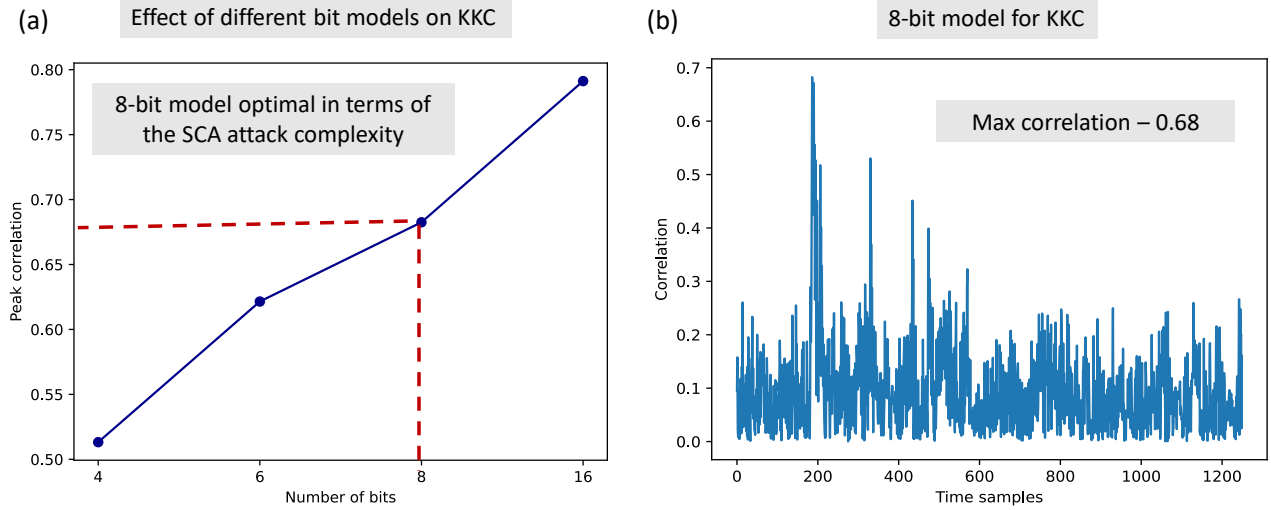 (a)
Effect of different bit models on KKC
0.80
0.75
0.70
0.65
0.60
0.55
0.50
Peak correlation
8-bit model optimal in terms of
the SCA attack complexity
4
6
8
16
Number of bits
(b)
8-bit model for KKC
0.7
0.6
0.5
0.4
0.3
0.2
0.1
0.0
Correlation
Max correlation – 0.68
0
200
400
600
800
1000
1200
Time samples